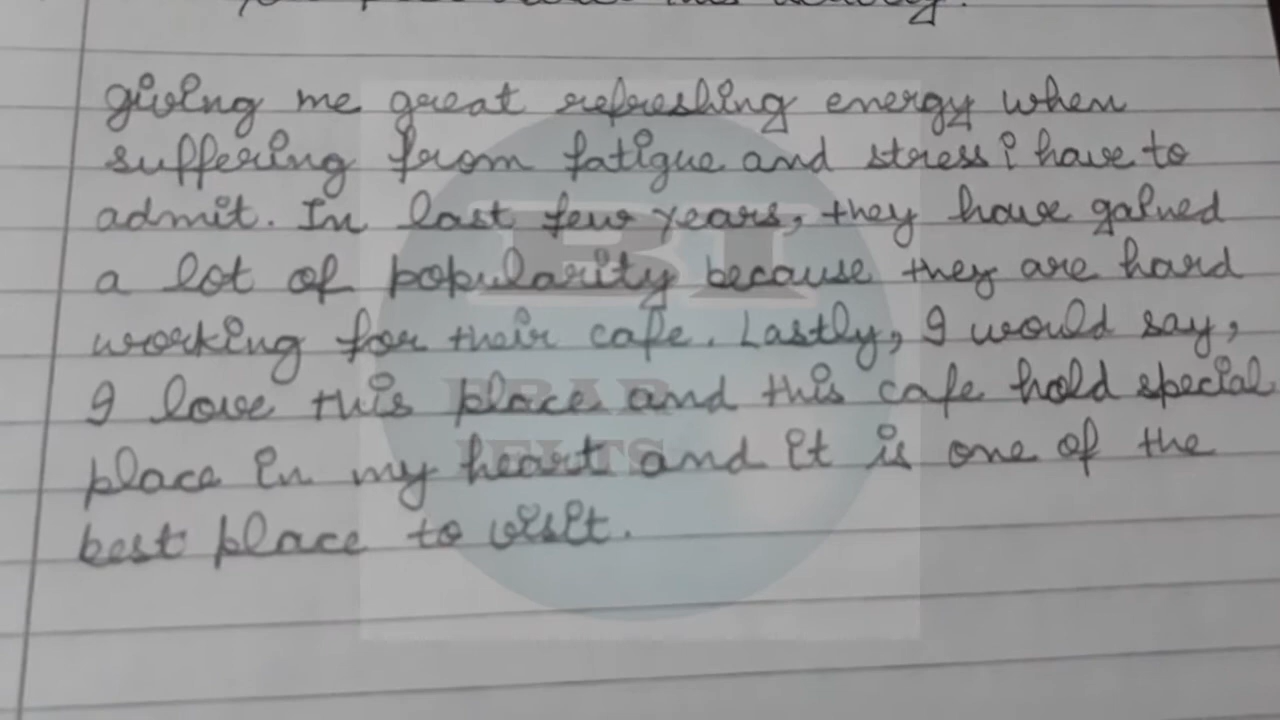 giving me great refreshing energy when
suffering from fatigue and stress i have to
admit. In last few years, they have gained
a lot of popularity because they are hard
working for their cafe. Lastly, I would say,
I love this place and this cafe hold special
place in my heart and it is one of the
best place to visit.
BI
BRAR
IELTS